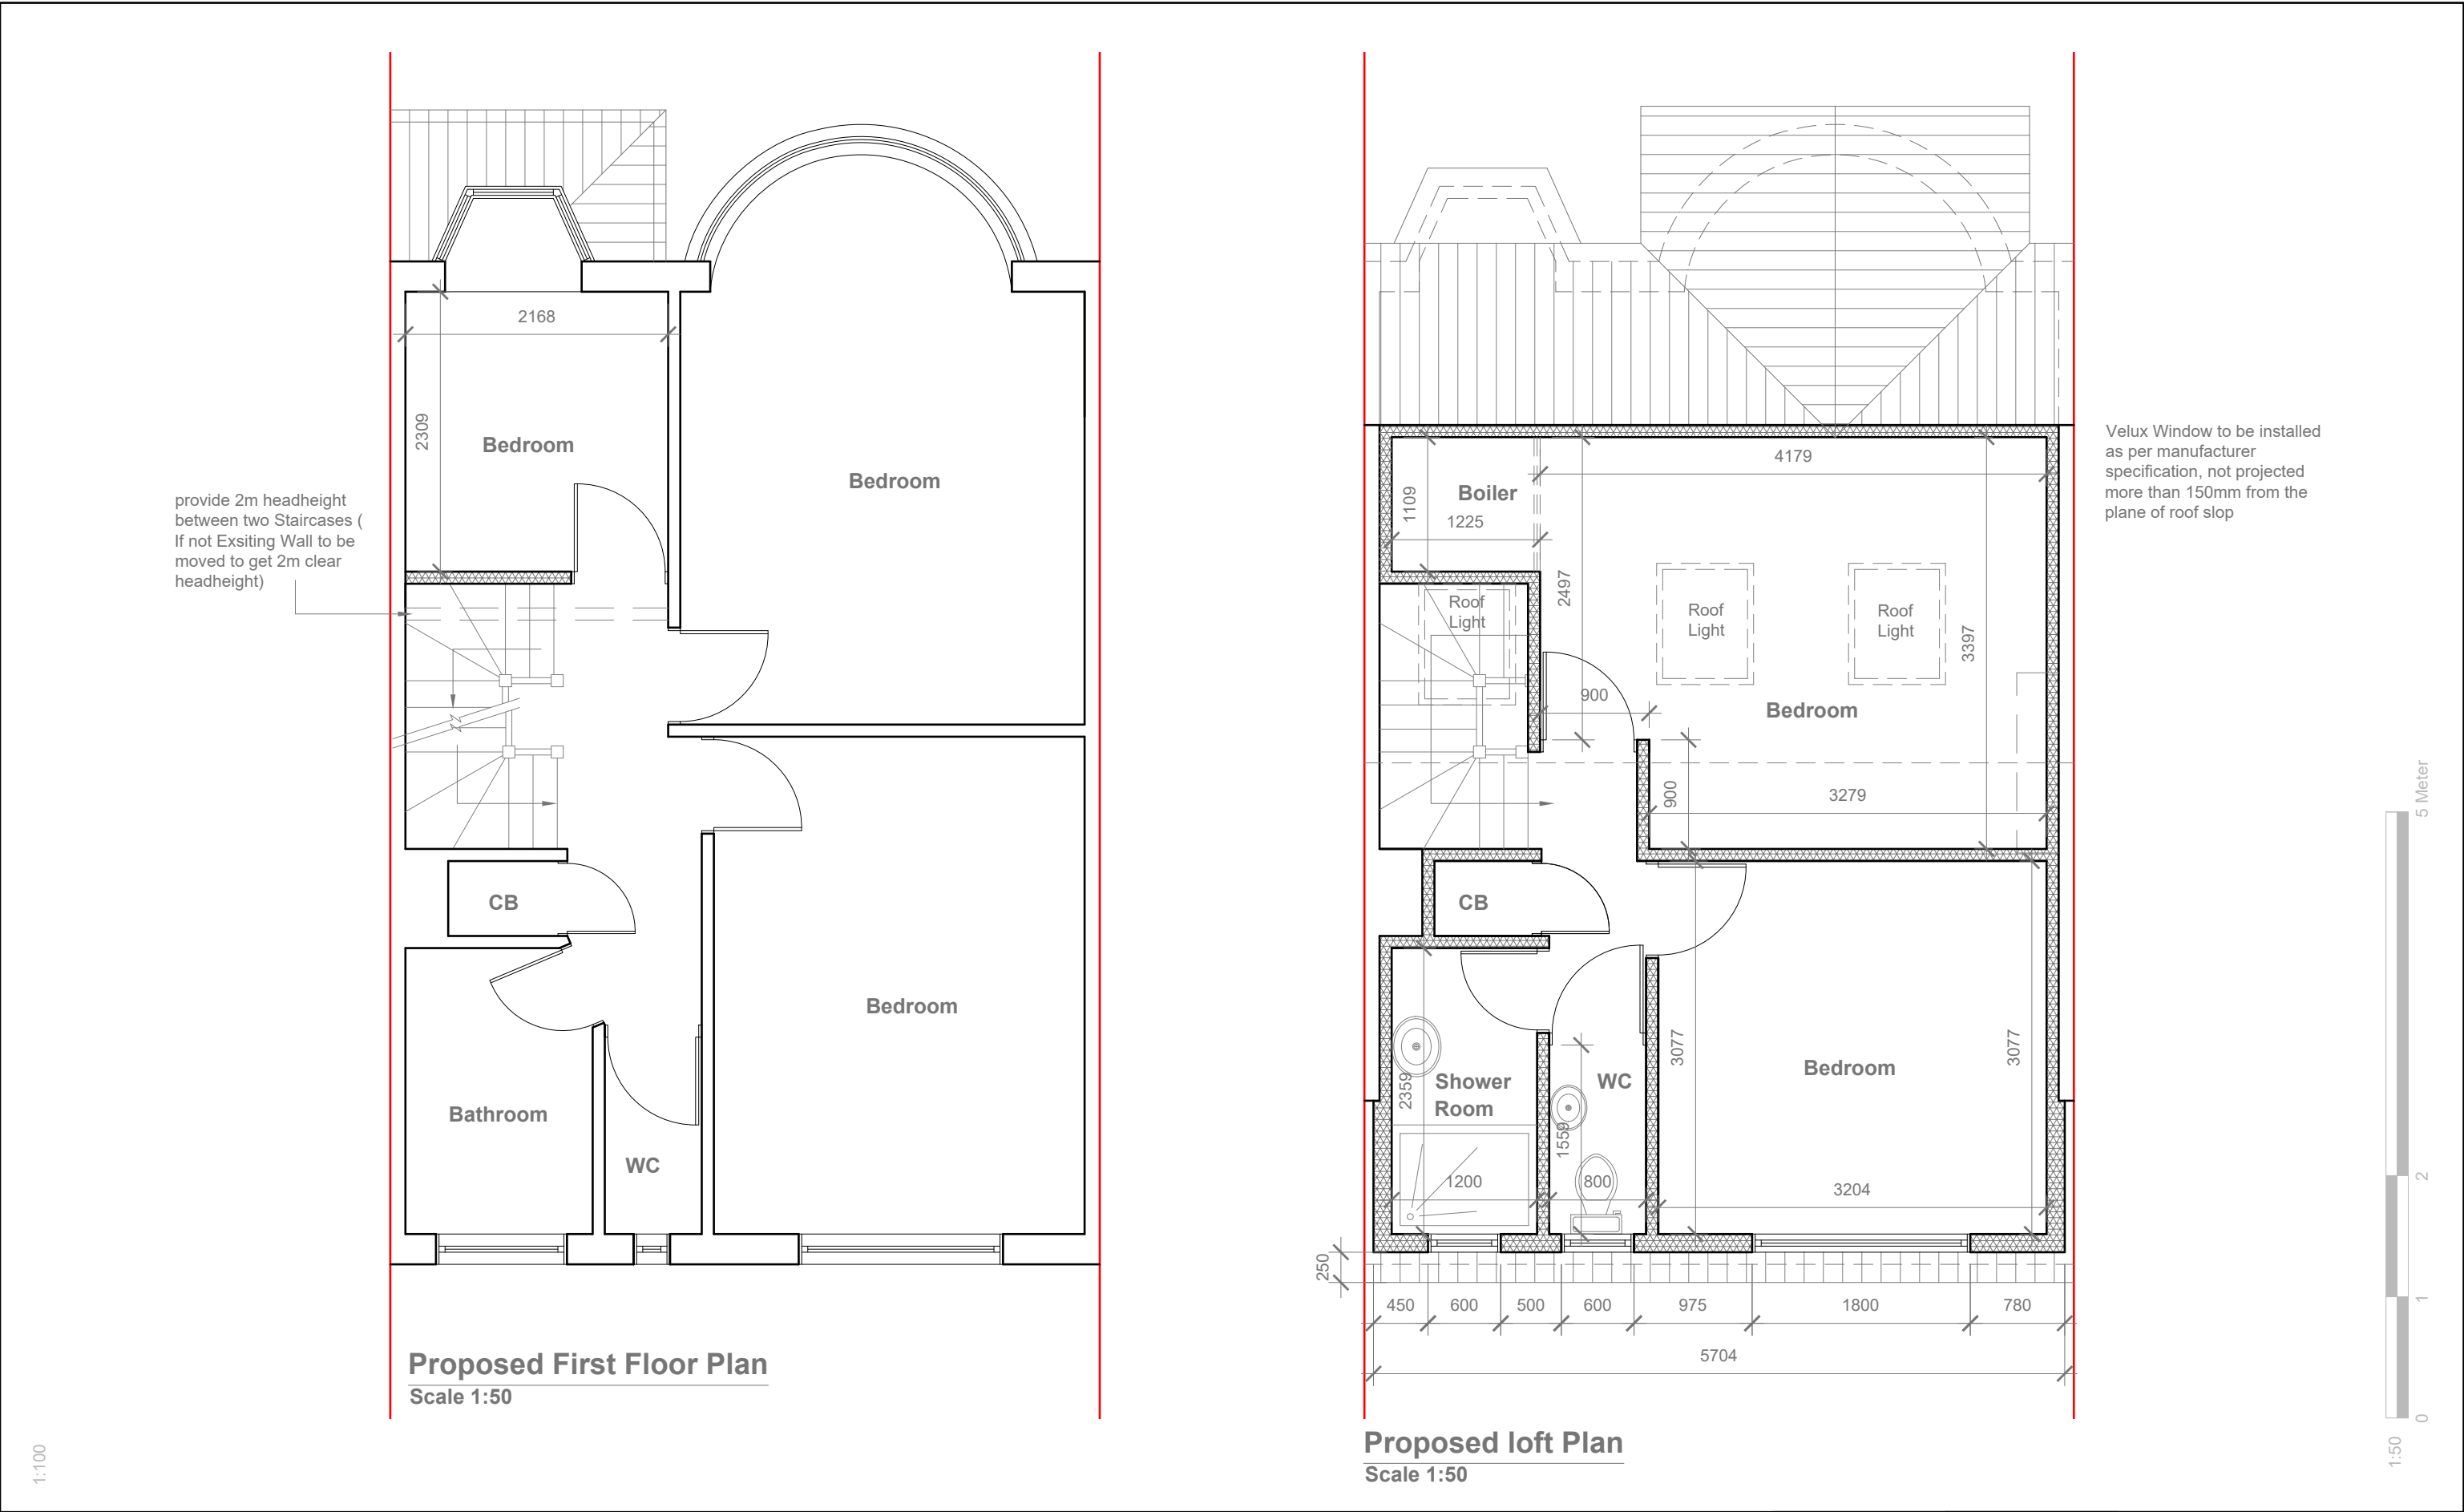 2168
2309
Bedroom
Bedroom
provide 2m headheight
between two Staircases (
If not Exsiting Wall to be
moved to get 2m clear
headheight)
CB
Bedroom
Bathroom
WC
Proposed First Floor Plan
Scale 1:50
1:100
4179
Boiler
1109
1225
2497
Roof
Light
Roof
Light
Roof
Light
3397
900
Bedroom
900
3279
CB
3077
3077
Bedroom
2359
Shower
Room
WC
1559
1200
800
3204
250
450
600
500
600
975
1800
780
5704
Proposed loft Plan
Scale 1:50
Velux Window to be installed
as per manufacturer
specification, not projected
more than 150mm from the
plane of roof slop
5 Meter
2
1
0
1:50